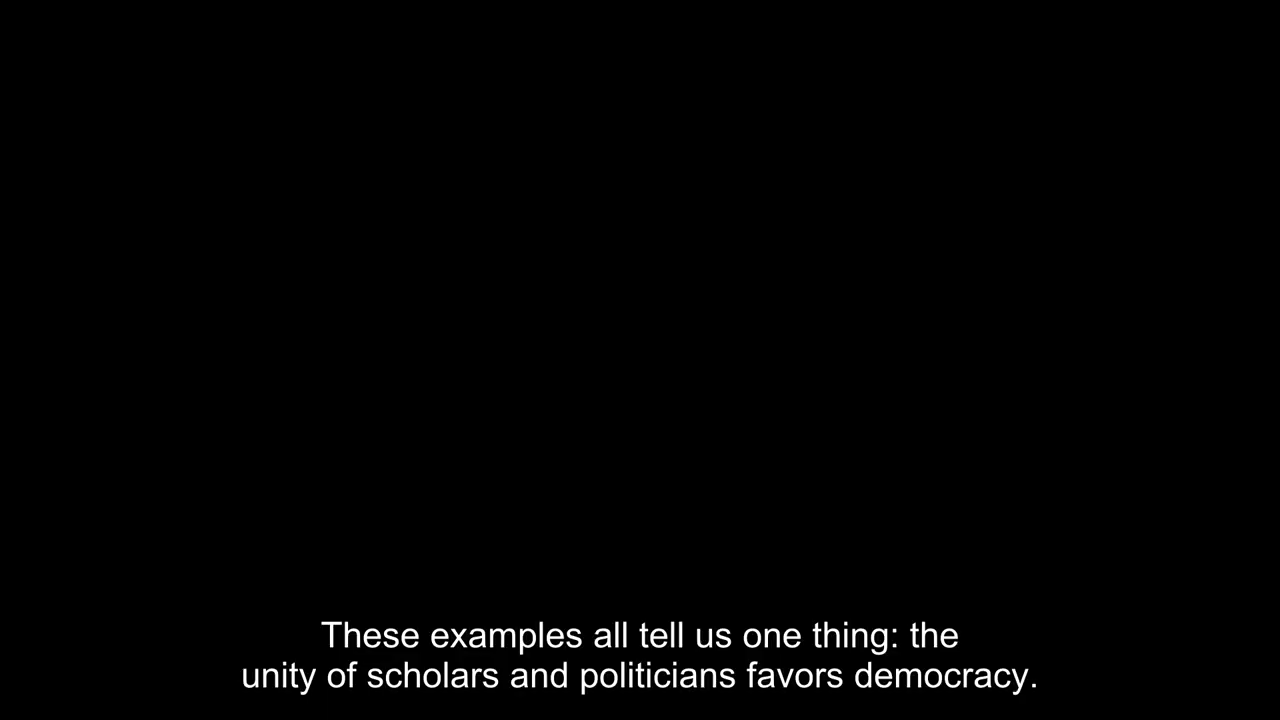 These examples all tell us one thing: the
unity of scholars and politicians favors democracy.